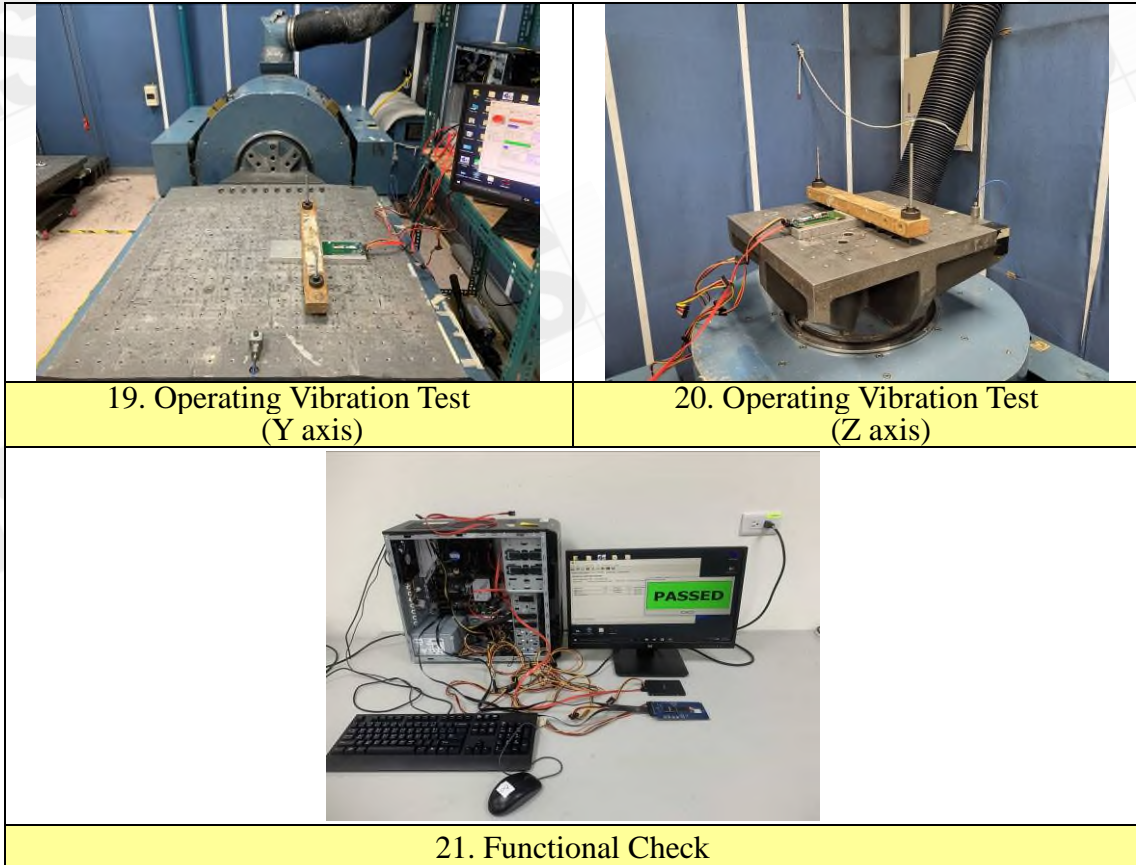 19. Operating Vibration Test
(Y axis)
20. Operating Vibration Test
(Z axis)
PASSED
21. Functional Check